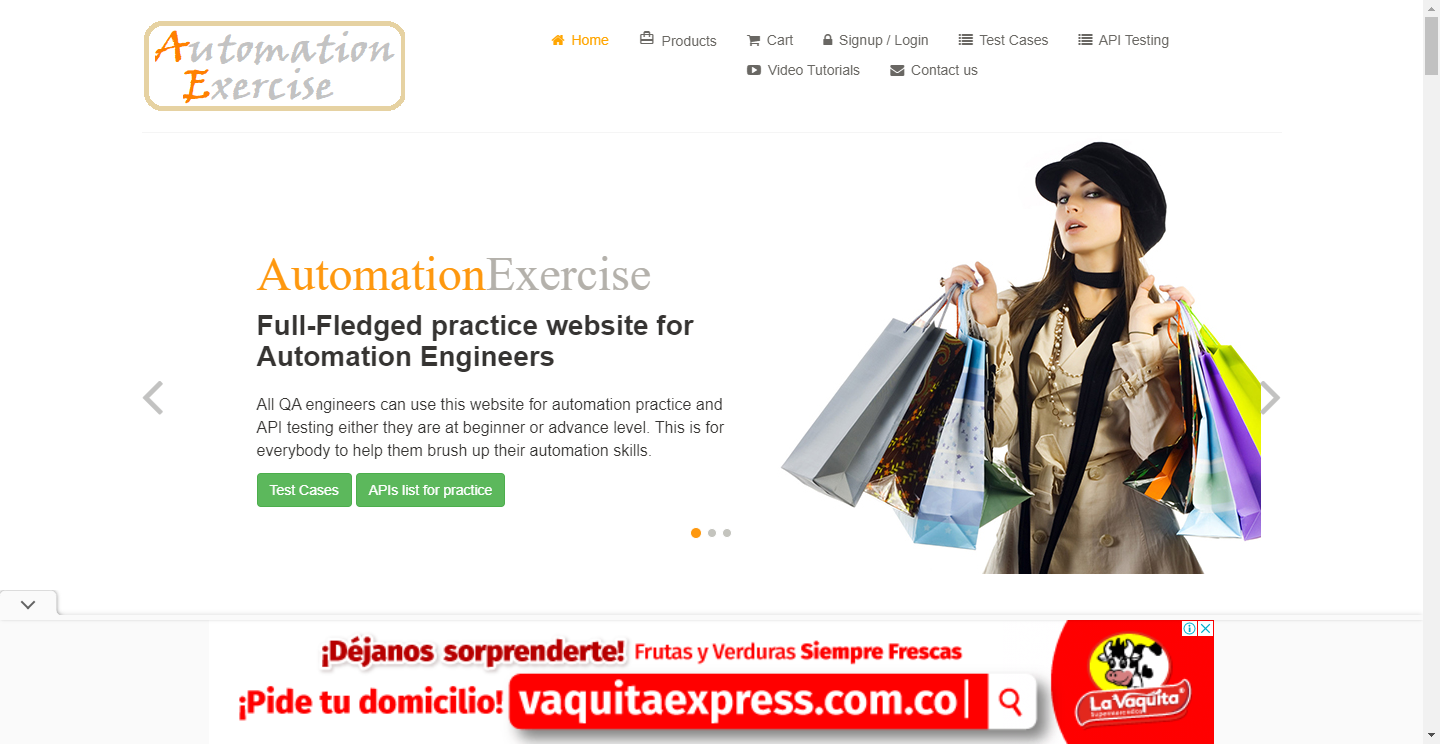 Automation
Exercise
Home
Products
Cart
Signup / Login
Test Cases
API Testing
Video Tutorials
Contact us
AutomationExercise
Full-Fledged practice website for
Automation Engineers
All QA engineers can use this website for automation practice and
API testing either they are at beginner or advance level. This is for
everybody to help them brush up their automation skills.
Test Cases
APIs list for practice
¡Déjanos sorprenderte! Frutas y Verduras Siempre Frescas
¡Pide tu domicilio! vaquitaexpress.com.co
La Vaquita
Supermercados